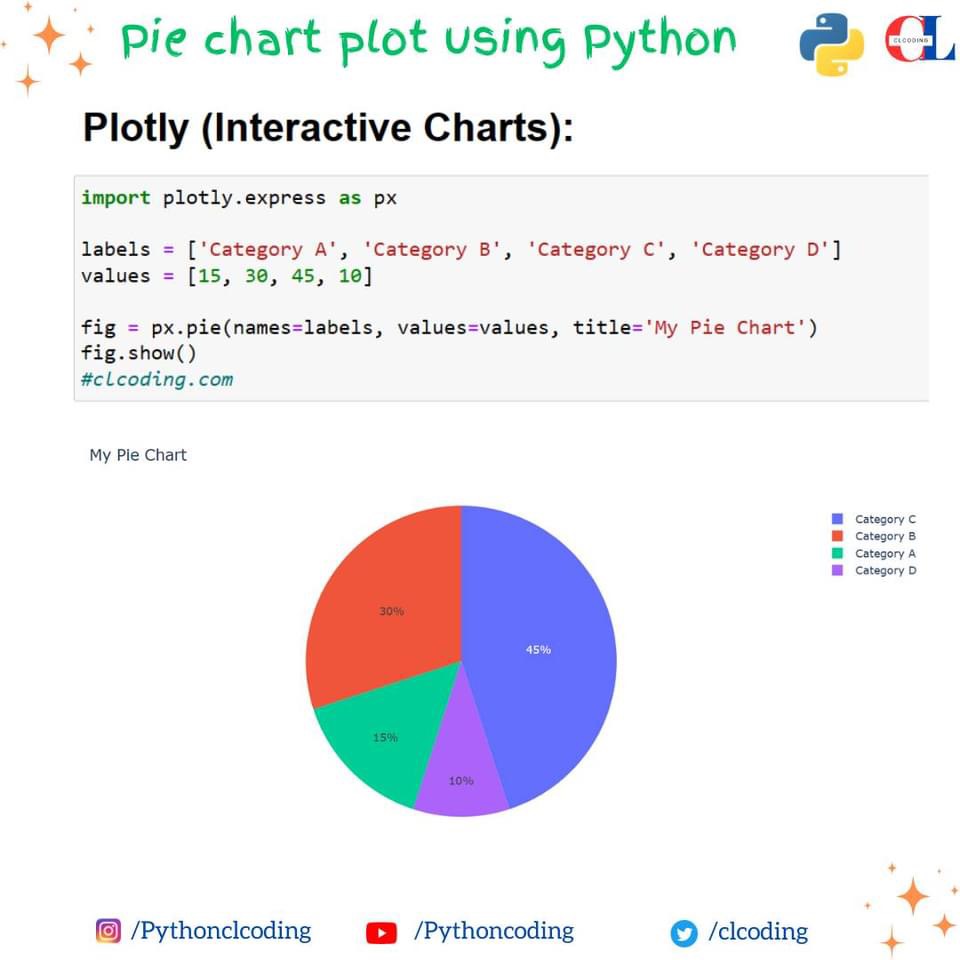 Pie chart plot using Python
CLCODING
Plotly (Interactive Charts):
import plotly.express as px
labels = ['Category A', 'Category B', 'Category C', 'Category D']
values = [15, 30, 45, 10]
fig = px.pie(names=labels, values=values, title='My Pie Chart')
fig.show()
#clcoding.com
My Pie Chart
Category C
Category B
Category A
Category D
30%
45%
15%
10%
/Pythonclcoding
/Pythoncoding
/clcoding